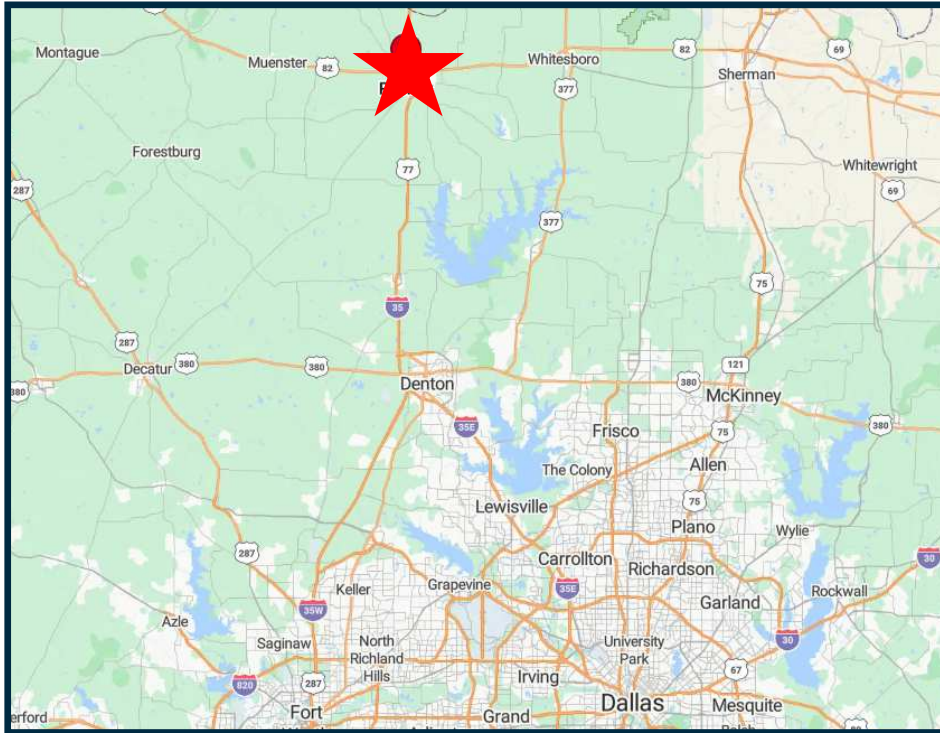 Montague
Muenster
82
Whitesboro
82
69
Sherman
377
Forestburg
77
Whitewright
287
69
377
75
35
287
380
Decatur
380
380
121
Denton
380
McKinney
380
35E
Frisco
75
380
The Colony
Allen
Lewisville
75
Plano
Wylie
287
Carrollton
30
Keller
Grapevine
35E
Richardson
Rockwall
35W
Garland
Azle
Saginaw
North
Richland
Hills
University
Park
30
67
820
287
Irving
Fort
Dallas
Mesquite
Grand